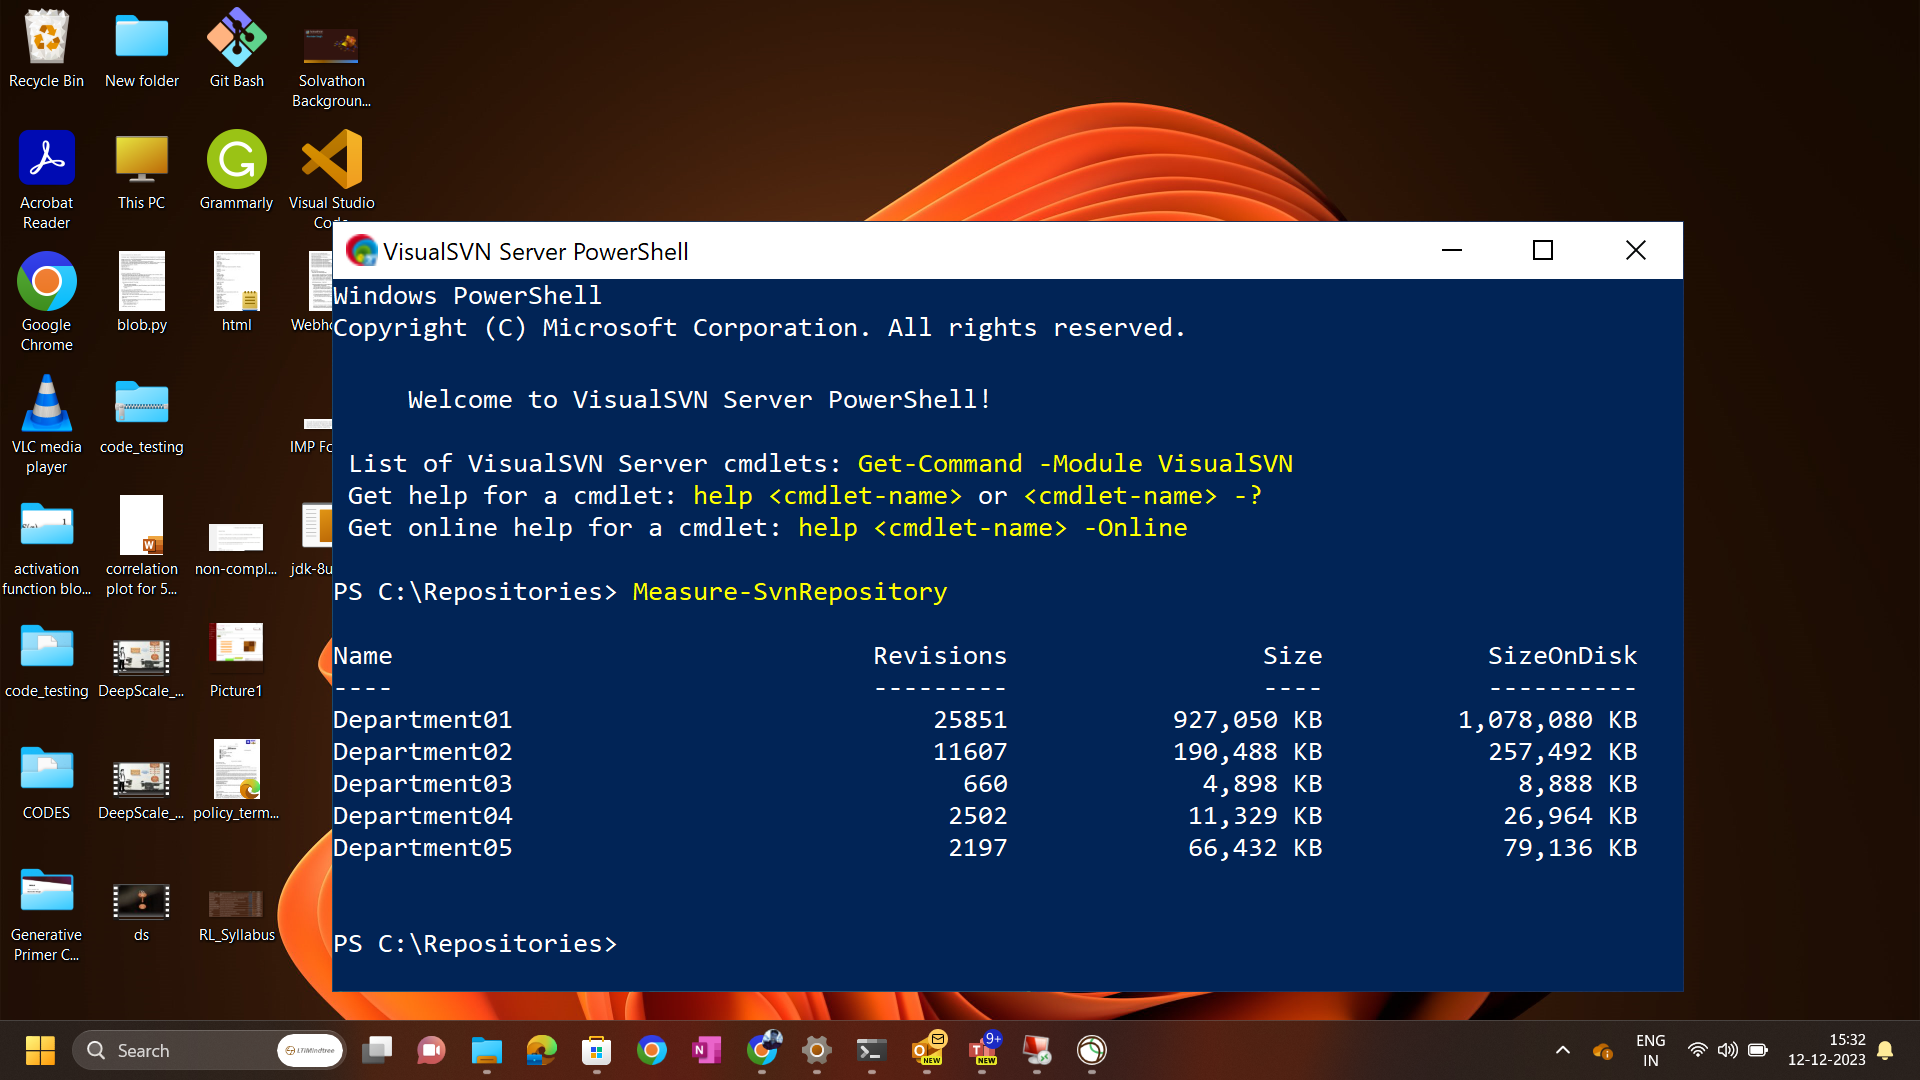 Recycle Bin
New folder
Git Bash
Solvathon
Backgroun...
Acrobat
Reader
This PC
Grammarly
Visual Studio
Code
Google
Chrome
blob.py
html
Webho
VLC media
player
code_testing
IMP Fo
activation
function blo...
correlation
plot for 5...
non-compl...
jdk-8u
code_testing
DeepScale_...
Picture1
CODES
DeepScale_...
policy_term...
Generative
Primer C...
ds
RL_Syllabus
VisualSVN Server PowerShell
Windows PowerShell
Copyright (C) Microsoft Corporation. All rights reserved.
Welcome to VisualSVN Server PowerShell!
List of VisualSVN Server cmdlets: Get-Command -Module VisualSVN
Get help for a cmdlet: help <cmdlet-name> or <cmdlet-name> -?
Get online help for a cmdlet: help <cmdlet-name> -Online
PS C:\Repositories> Measure-SvnRepository
Name Revisions Size SizeOnDisk
---- --------- ---- ----------
Department01 25851 927,050 KB 1,078,080 KB
Department02 11607 190,488 KB 257,492 KB
Department03 660 4,898 KB 8,888 KB
Department04 2502 11,329 KB 26,964 KB
Department05 2197 66,432 KB 79,136 KB
PS C:\Repositories>
Search
LTIMindtree
NEW
9+
NEW
ENG
IN
15:32
12-12-2023